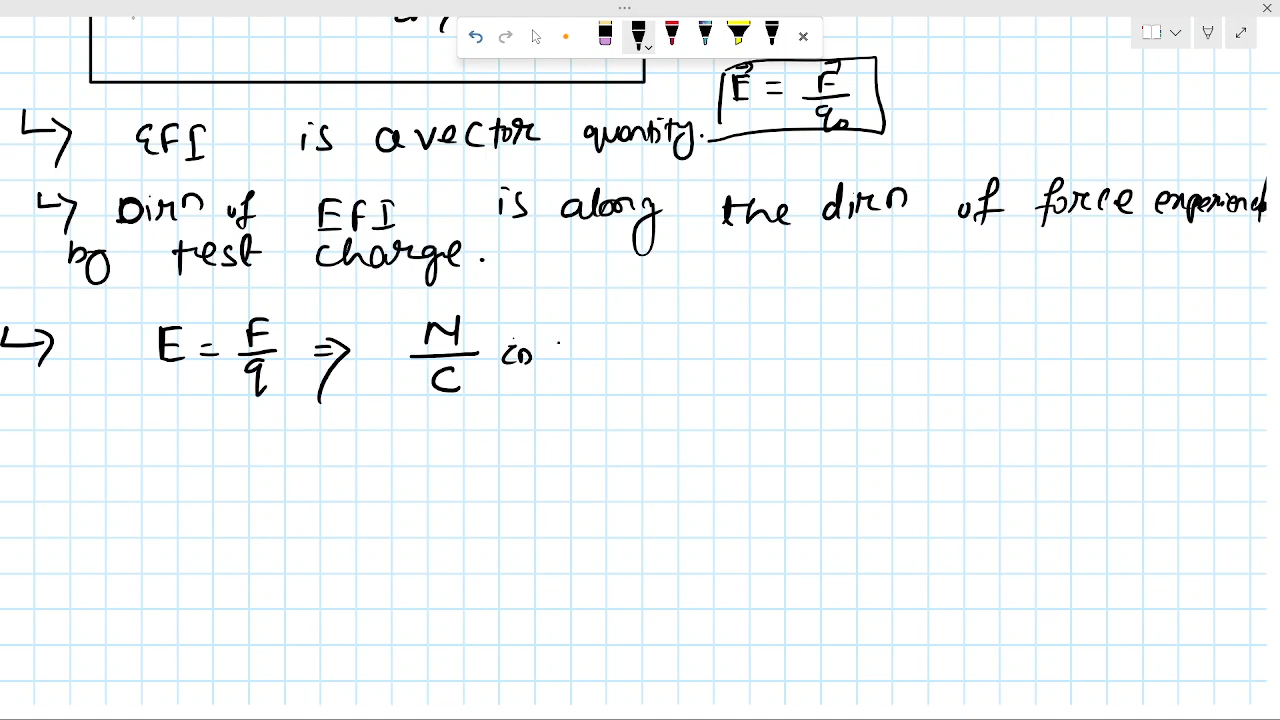 E⃗ = F⃗/q₀
↳ EFI is a vector quantity.
↳ Dirn of EFI is along the dirn of force experienced
by test charge.
↳ E = F/q ⇒ N/C